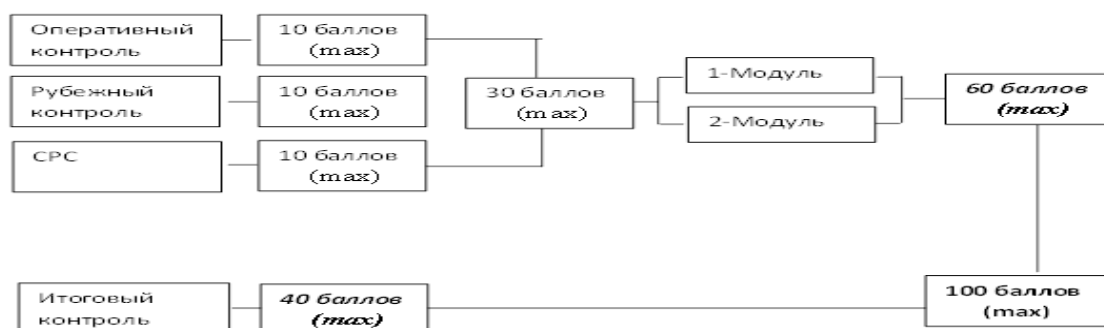 Оперативный
контроль
10 баллов
(max)
Рубежный
контроль
10 баллов
(max)
СРС
10 баллов
(max)
30 баллов
(max)
1-Модуль
2-Модуль
60 баллов
(max)
Итоговый
контроль
40 баллов
(max)
100 баллов
(max)